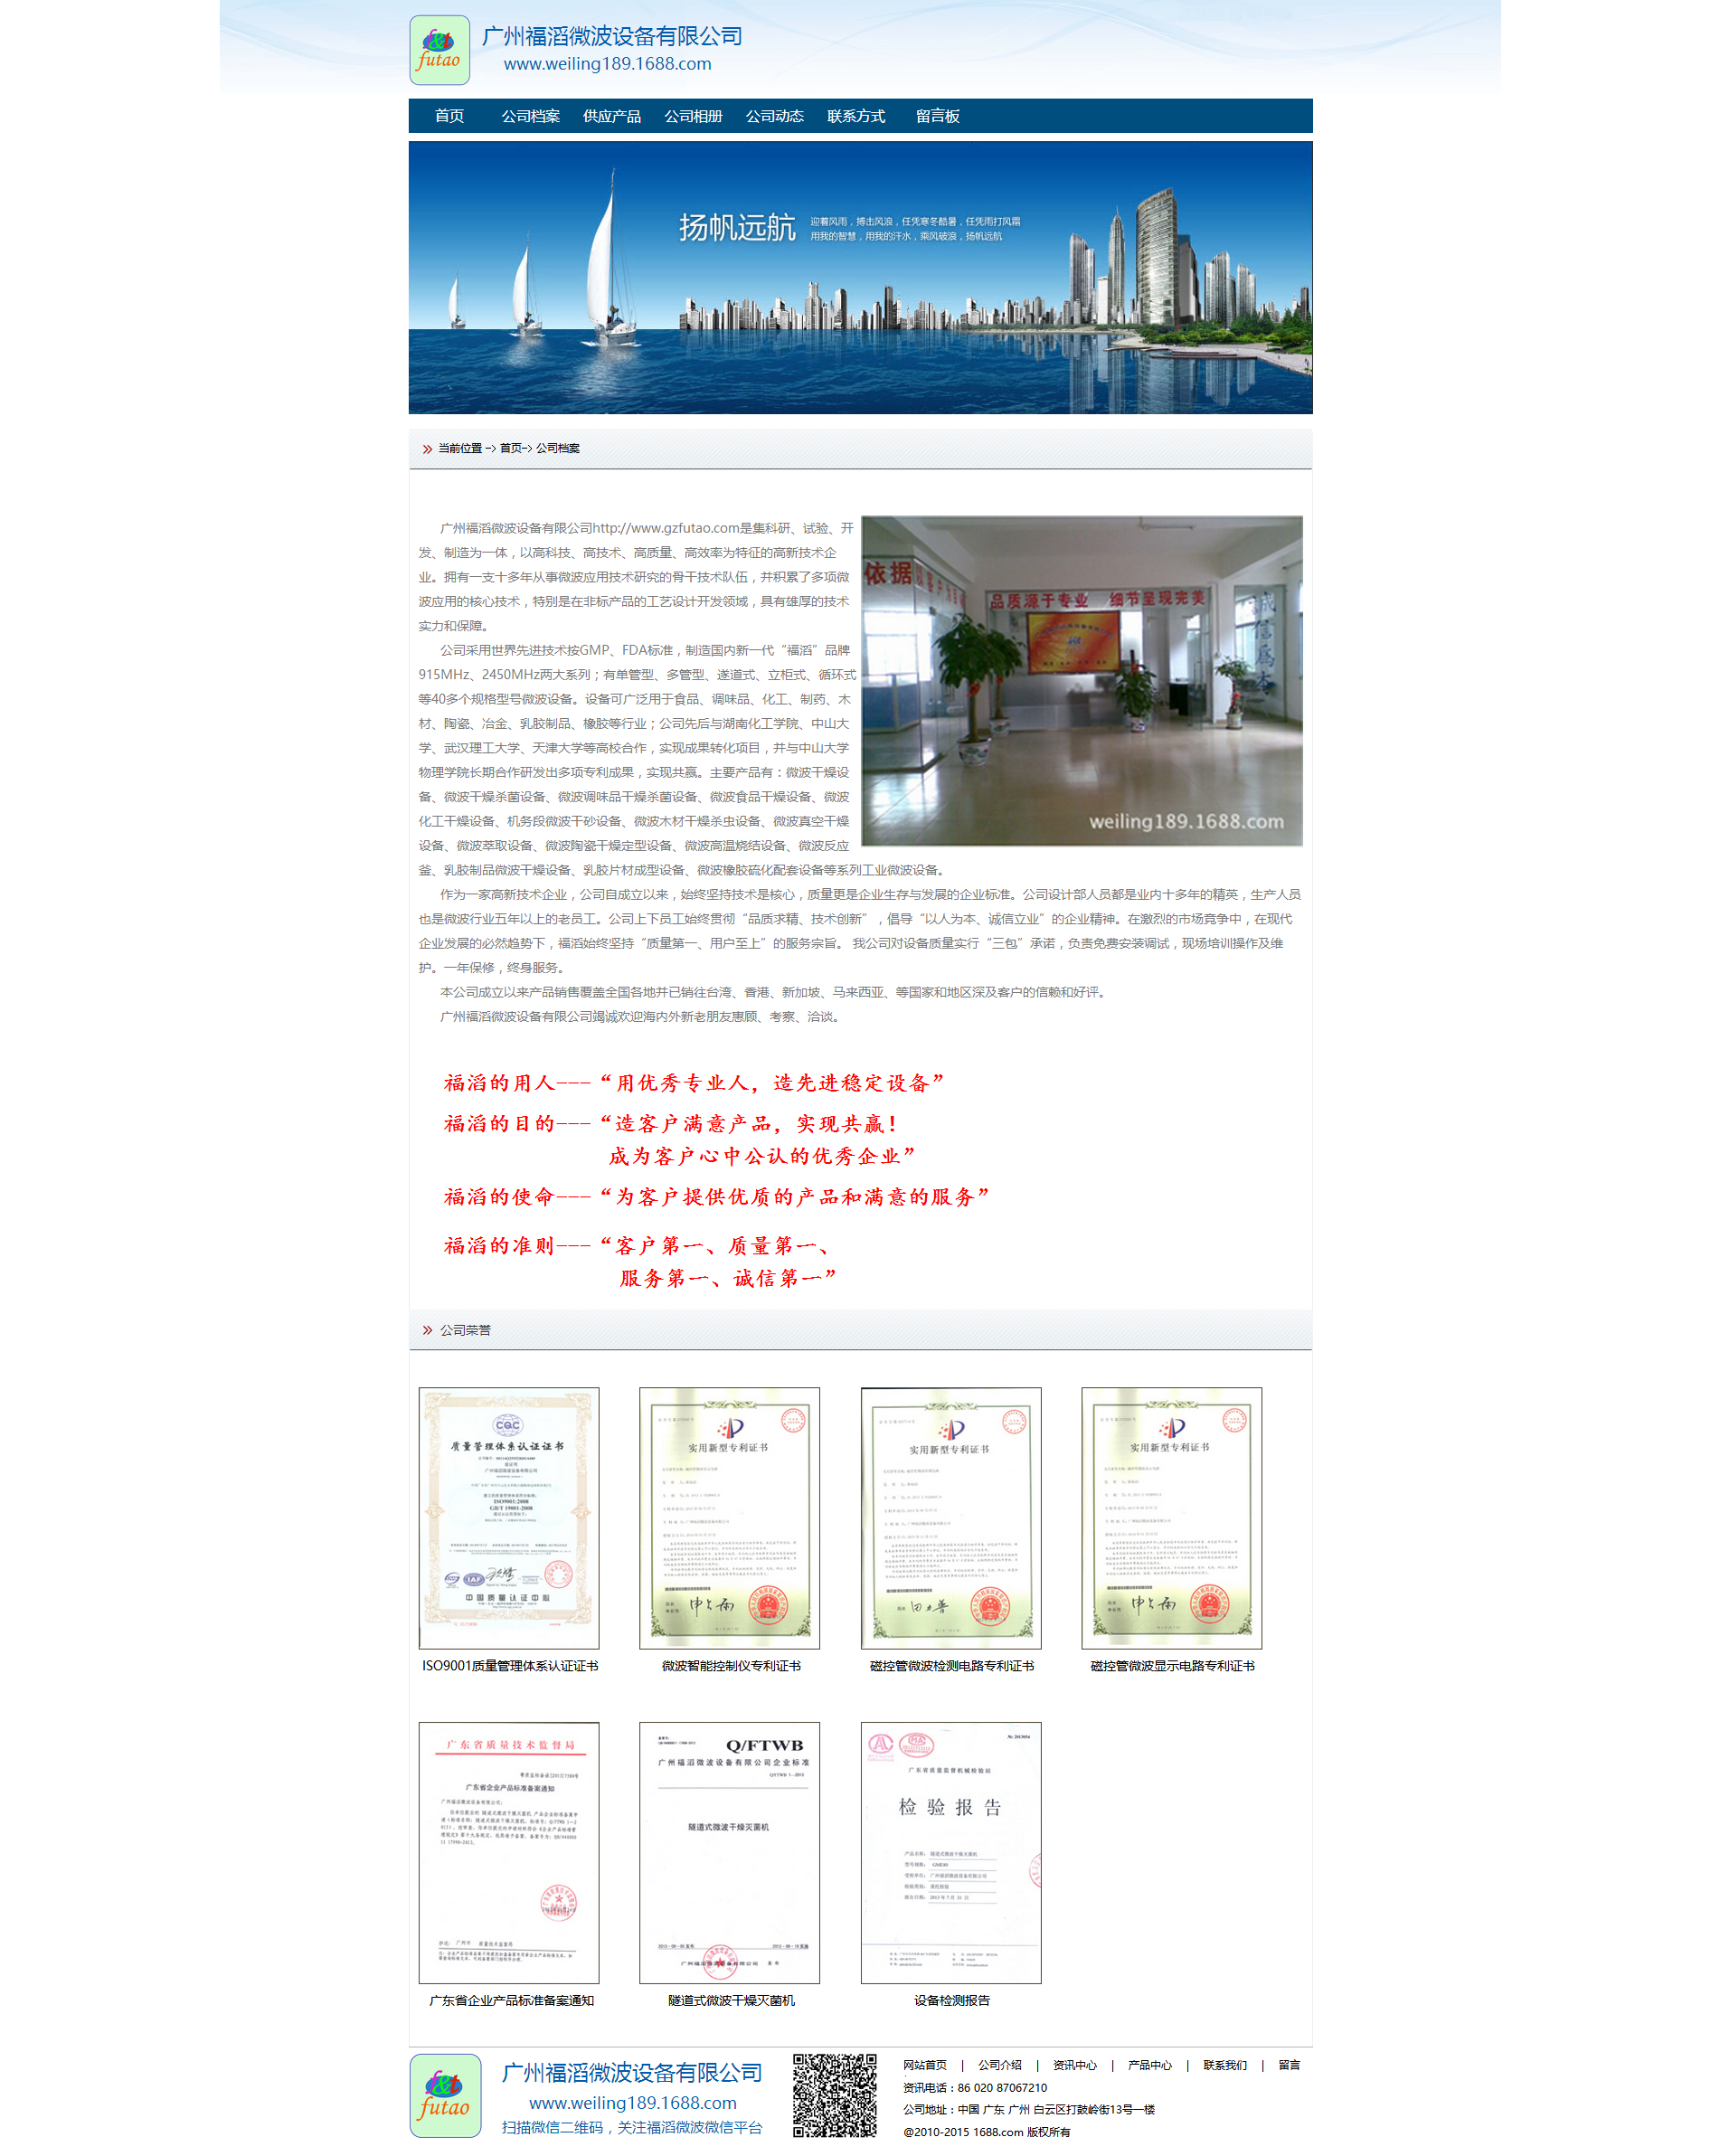 f&t
futao
广州福滔微波设备有限公司
www.weiling189.1688.com
首页 公司档案 供应产品 公司相册 公司动态 联系方式 留言板
扬帆远航
迎着风雨，搏击风浪，任凭寒冬酷暑，任凭雨打风霜
用我的智慧，用我的汗水，乘风破浪，扬帆远航
当前位置 -> 首页-> 公司档案
广州福滔微波设备有限公司http://www.gzfutao.com是集科研、试验、开
发、制造为一体，以高科技、高技术、高质量、高效率为特征的高新技术企
业。拥有一支十多年从事微波应用技术研究的骨干技术队伍，并积累了多项微
波应用的核心技术，特别是在非标产品的工艺设计开发领域，具有雄厚的技术
实力和保障。
公司采用世界先进技术按GMP、FDA标准，制造国内新一代“福滔”品牌
915MHz、2450MHz两大系列；有单管型、多管型、遂道式、立柜式、循环式
等40多个规格型号微波设备。设备可广泛用于食品、调味品、化工、制药、木
材、陶瓷、冶金、乳胶制品、橡胶等行业；公司先后与湖南化工学院、中山大
学、武汉理工大学、天津大学等高校合作，实现成果转化项目，并与中山大学
物理学院长期合作研发出多项专利成果，实现共赢。主要产品有：微波干燥设
备、微波干燥杀菌设备、微波调味品干燥杀菌设备、微波食品干燥设备、微波
化工干燥设备、机务段微波干砂设备、微波木材干燥杀虫设备、微波真空干燥
设备、微波萃取设备、微波陶瓷干燥定型设备、微波高温烧结设备、微波反应
釜、乳胶制品微波干燥设备、乳胶片材成型设备、微波橡胶硫化配套设备等系列工业微波设备。
依据
品质源于专业 细节呈现完美
诚信为本
weiling189.1688.com
作为一家高新技术企业，公司自成立以来，始终坚持技术是核心，质量更是企业生存与发展的企业标准。公司设计部人员都是业内十多年的精英，生产人员
也是微波行业五年以上的老员工。公司上下员工始终贯彻“品质求精、技术创新”，倡导“以人为本、诚信立业”的企业精神。在激烈的市场竞争中，在现代
企业发展的必然趋势下，福滔始终坚持“质量第一、用户至上”的服务宗旨。 我公司对设备质量实行“三包”承诺，负责免费安装调试，现场培训操作及维
护。一年保修，终身服务。
本公司成立以来产品销售覆盖全国各地并已销往台湾、香港、新加坡、马来西亚、等国家和地区深及客户的信赖和好评。
广州福滔微波设备有限公司竭诚欢迎海内外新老朋友惠顾、考察、洽谈。
福滔的用人---“用优秀专业人，造先进稳定设备”
福滔的目的---“造客户满意产品，实现共赢！
成为客户心中公认的优秀企业”
福滔的使命---“为客户提供优质的产品和满意的服务”
福滔的准则---“客户第一、质量第一、
服务第一、诚信第一”
公司荣誉
CQC
质量管理体系认证证书
广州福滔微波设备有限公司
ISO9001:2008
GB/T 19001-2008
IAF
中国质量认证中心
实用新型专利证书
实用新型专利证书
实用新型专利证书
ISO9001质量管理体系认证证书 微波智能控制仪专利证书 磁控管微波检测电路专利证书 磁控管微波显示电路专利证书
广东省质量技术监督局
广东省企业产品标准备案通知
广州福滔微波设备有限公司：
Q/FTWB
广州福滔微波设备有限公司企业标准
隧道式微波干燥灭菌机
广东省质量监督机械检验站
检验报告
广东省企业产品标准备案通知 隧道式微波干燥灭菌机 设备检测报告
f&t
futao
广州福滔微波设备有限公司
www.weiling189.1688.com
扫描微信二维码，关注福滔微波微信平台
网站首页 | 公司介绍 | 资讯中心 | 产品中心 | 联系我们 | 留言
资讯电话：86 020 87067210
公司地址：中国 广东 广州 白云区打鼓岭街13号一楼
@2010-2015 1688.com 版权所有